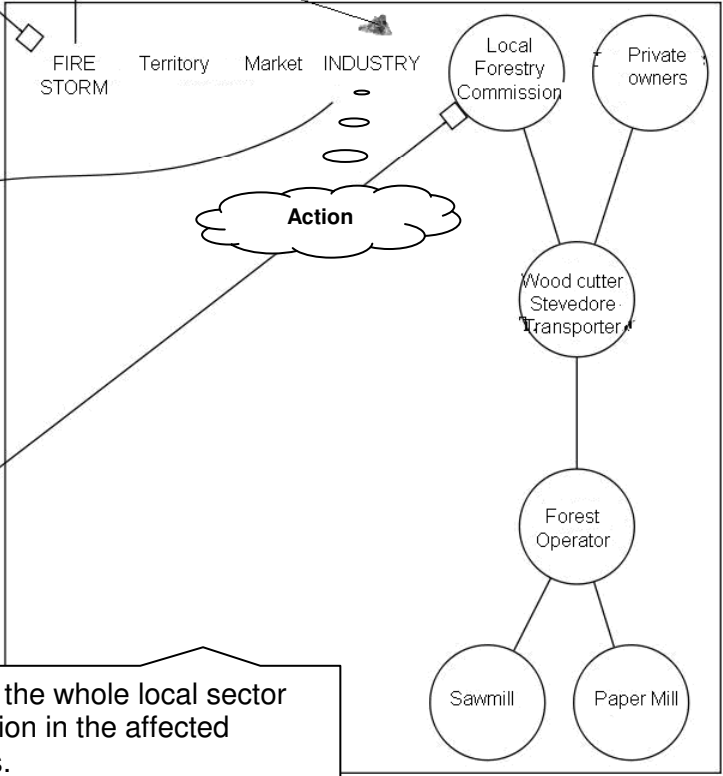 FIRE
STORM
Territory
Market
INDUSTRY
Local
Forestry
Commission
Private
owners
Action
Wood cutter
Stevedore
Transporter
Forest
Operator
Sawmill
Paper Mill
the whole local sector
ion in the affected
s.